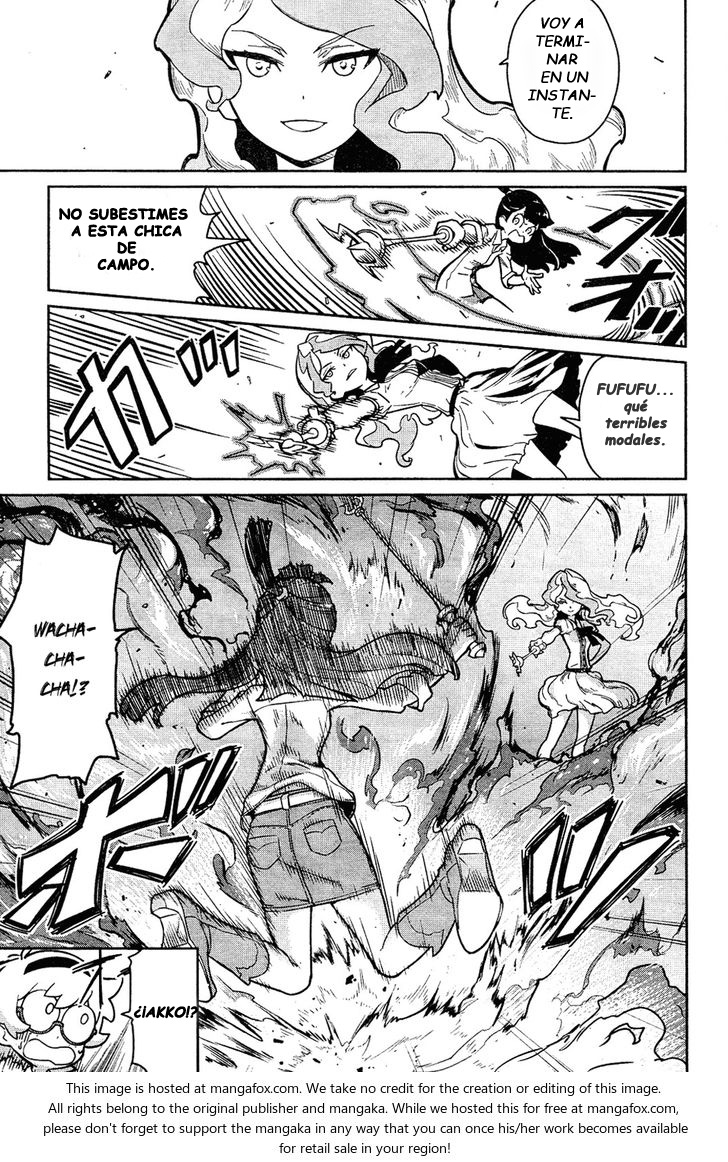 VOY A
TERMI-
NAR
EN UN
INSTAN-
TE.
NO SUBESTIMES
A ESTA CHICA
DE
CAMPO.
FUFUFU...
qué
terribles
modales.
WACHA-
CHA-
CHA!?
¿¡AKKO!?
This image is hosted at mangafox.com. We take no credit for the creation or editing of this image.
All rights belong to the original publisher and mangaka. While we hosted this for free at mangafox.com,
please don't forget to support the mangaka in any way that you can once his/her work becomes available
for retail sale in your region!